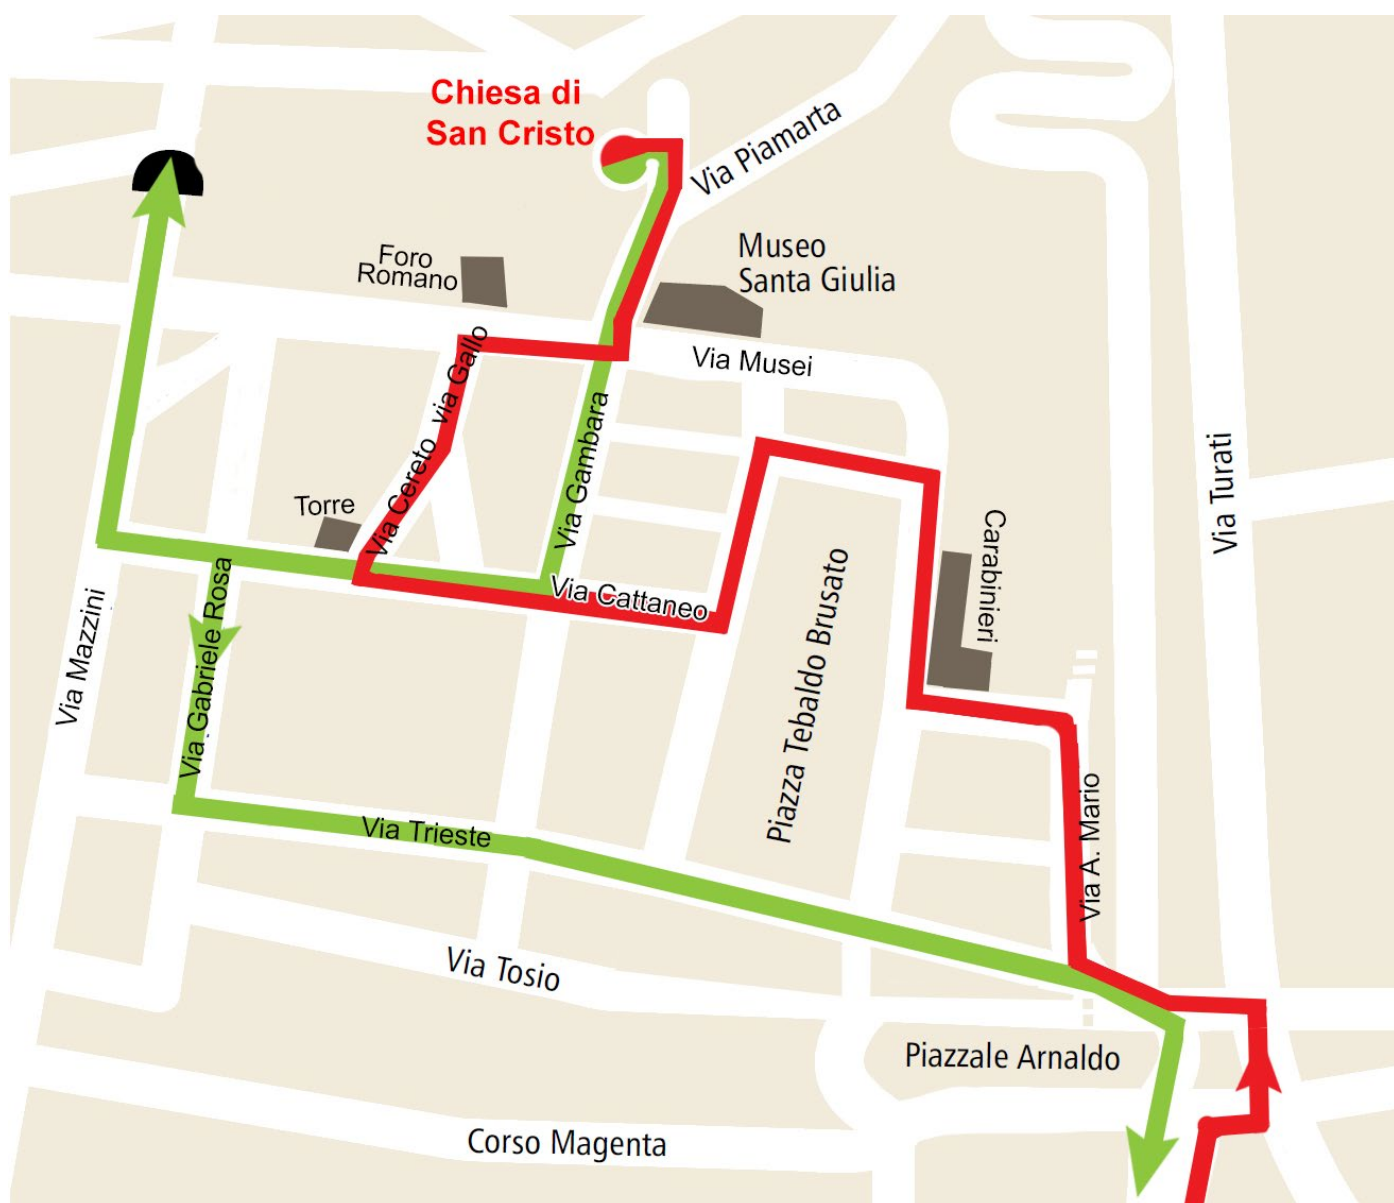 Chiesa di
San Cristo
Via Piamarta
Foro
Romano
Museo
Santa Giulia
via Gallo
Via Musei
Via Cereto
Via Gambara
Torre
Via Turati
Carabinieri
Via Cattaneo
Piazza Tebaldo Brusato
Via Gabriele Rosa
Via Mazzini
Via Trieste
Via A. Mario
Via Tosio
Piazzale Arnaldo
Corso Magenta